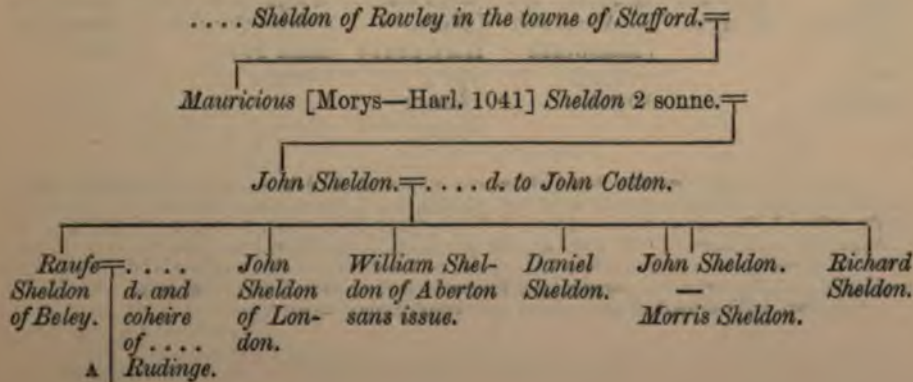 . . . . Sheldon of Rowley in the towne of Stafford.
Mauricious [Morys—Harl. 1041] Sheldon 2 sonne.
John Sheldon. . . . . d. to John Cotton.
Raufe
Sheldon
of Beley.
. . . .
d. and
coheire
of . . . .
Rudinge.
A
John
Sheldon
of Lon-
don.
William Shel-
don of Aberton
sans issue.
Daniel
Sheldon.
John Sheldon.
—
Morris Sheldon.
Richard
Sheldon.